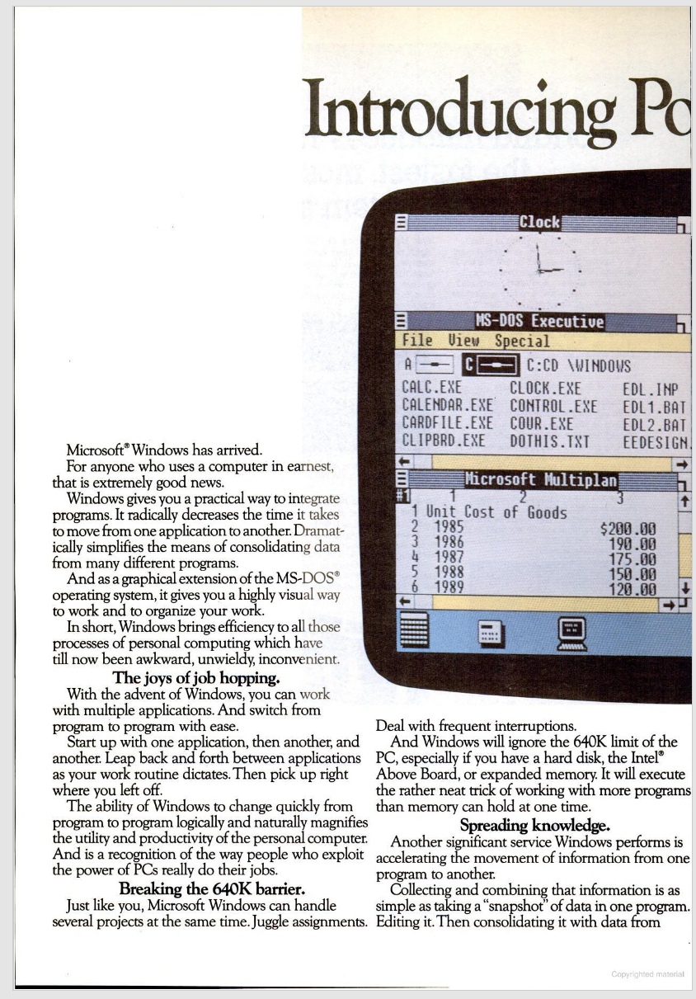 Introducing Po
Clock
MS-DOS Executive
File View Special
A C C:CD \WINDOWS
CALC.EXE CLOCK.EXE EDL.INP
CALENDAR.EXE CONTROL.EXE EDL1.BAT
CARDFILE.EXE COUR.EXE EDL2.BAT
CLIPBRD.EXE DOTHIS.TXT EEDESIGN.
Microsoft Multiplan
#1 1 2 3
1 Unit Cost of Goods
2 1985 $200.00
3 1986 190.00
4 1987 175.00
5 1988 150.00
6 1989 120.00
Microsoft® Windows has arrived.
For anyone who uses a computer in earnest,
that is extremely good news.
Windows gives you a practical way to integrate
programs. It radically decreases the time it takes
to move from one application to another. Dramat-
ically simplifies the means of consolidating data
from many different programs.
And as a graphical extension of the MS-DOS®
operating system, it gives you a highly visual way
to work and to organize your work.
In short, Windows brings efficiency to all those
processes of personal computing which have
till now been awkward, unwieldy, inconvenient.
The joys of job hopping.
With the advent of Windows, you can work
with multiple applications. And switch from
program to program with ease.
Start up with one application, then another, and
another. Leap back and forth between applications
as your work routine dictates. Then pick up right
where you left off.
The ability of Windows to change quickly from
program to program logically and naturally magnifies
the utility and productivity of the personal computer.
And is a recognition of the way people who exploit
the power of PCs really do their jobs.
Breaking the 640K barrier.
Just like you, Microsoft Windows can handle
several projects at the same time. Juggle assignments.
Deal with frequent interruptions.
And Windows will ignore the 640K limit of the
PC, especially if you have a hard disk, the Intel®
Above Board, or expanded memory. It will execute
the rather neat trick of working with more programs
than memory can hold at one time.
Spreading knowledge.
Another significant service Windows performs is
accelerating the movement of information from one
program to another.
Collecting and combining that information is as
simple as taking a “snapshot” of data in one program.
Editing it. Then consolidating it with data from
Copyrighted material